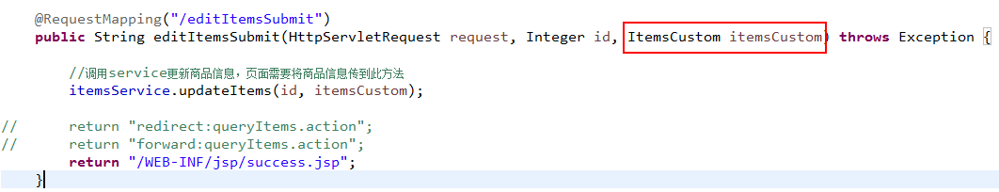 @RequestMapping("/editItemsSubmit")
public String editItemsSubmit(HttpServletRequest request, Integer id, ItemsCustom itemsCustom) throws Exception {
//调用service更新商品信息，页面需要将商品信息传到此方法
itemsService.updateItems(id, itemsCustom);
// return "redirect:queryItems.action";
// return "forward:queryItems.action";
return "/WEB-INF/jsp/success.jsp";
}